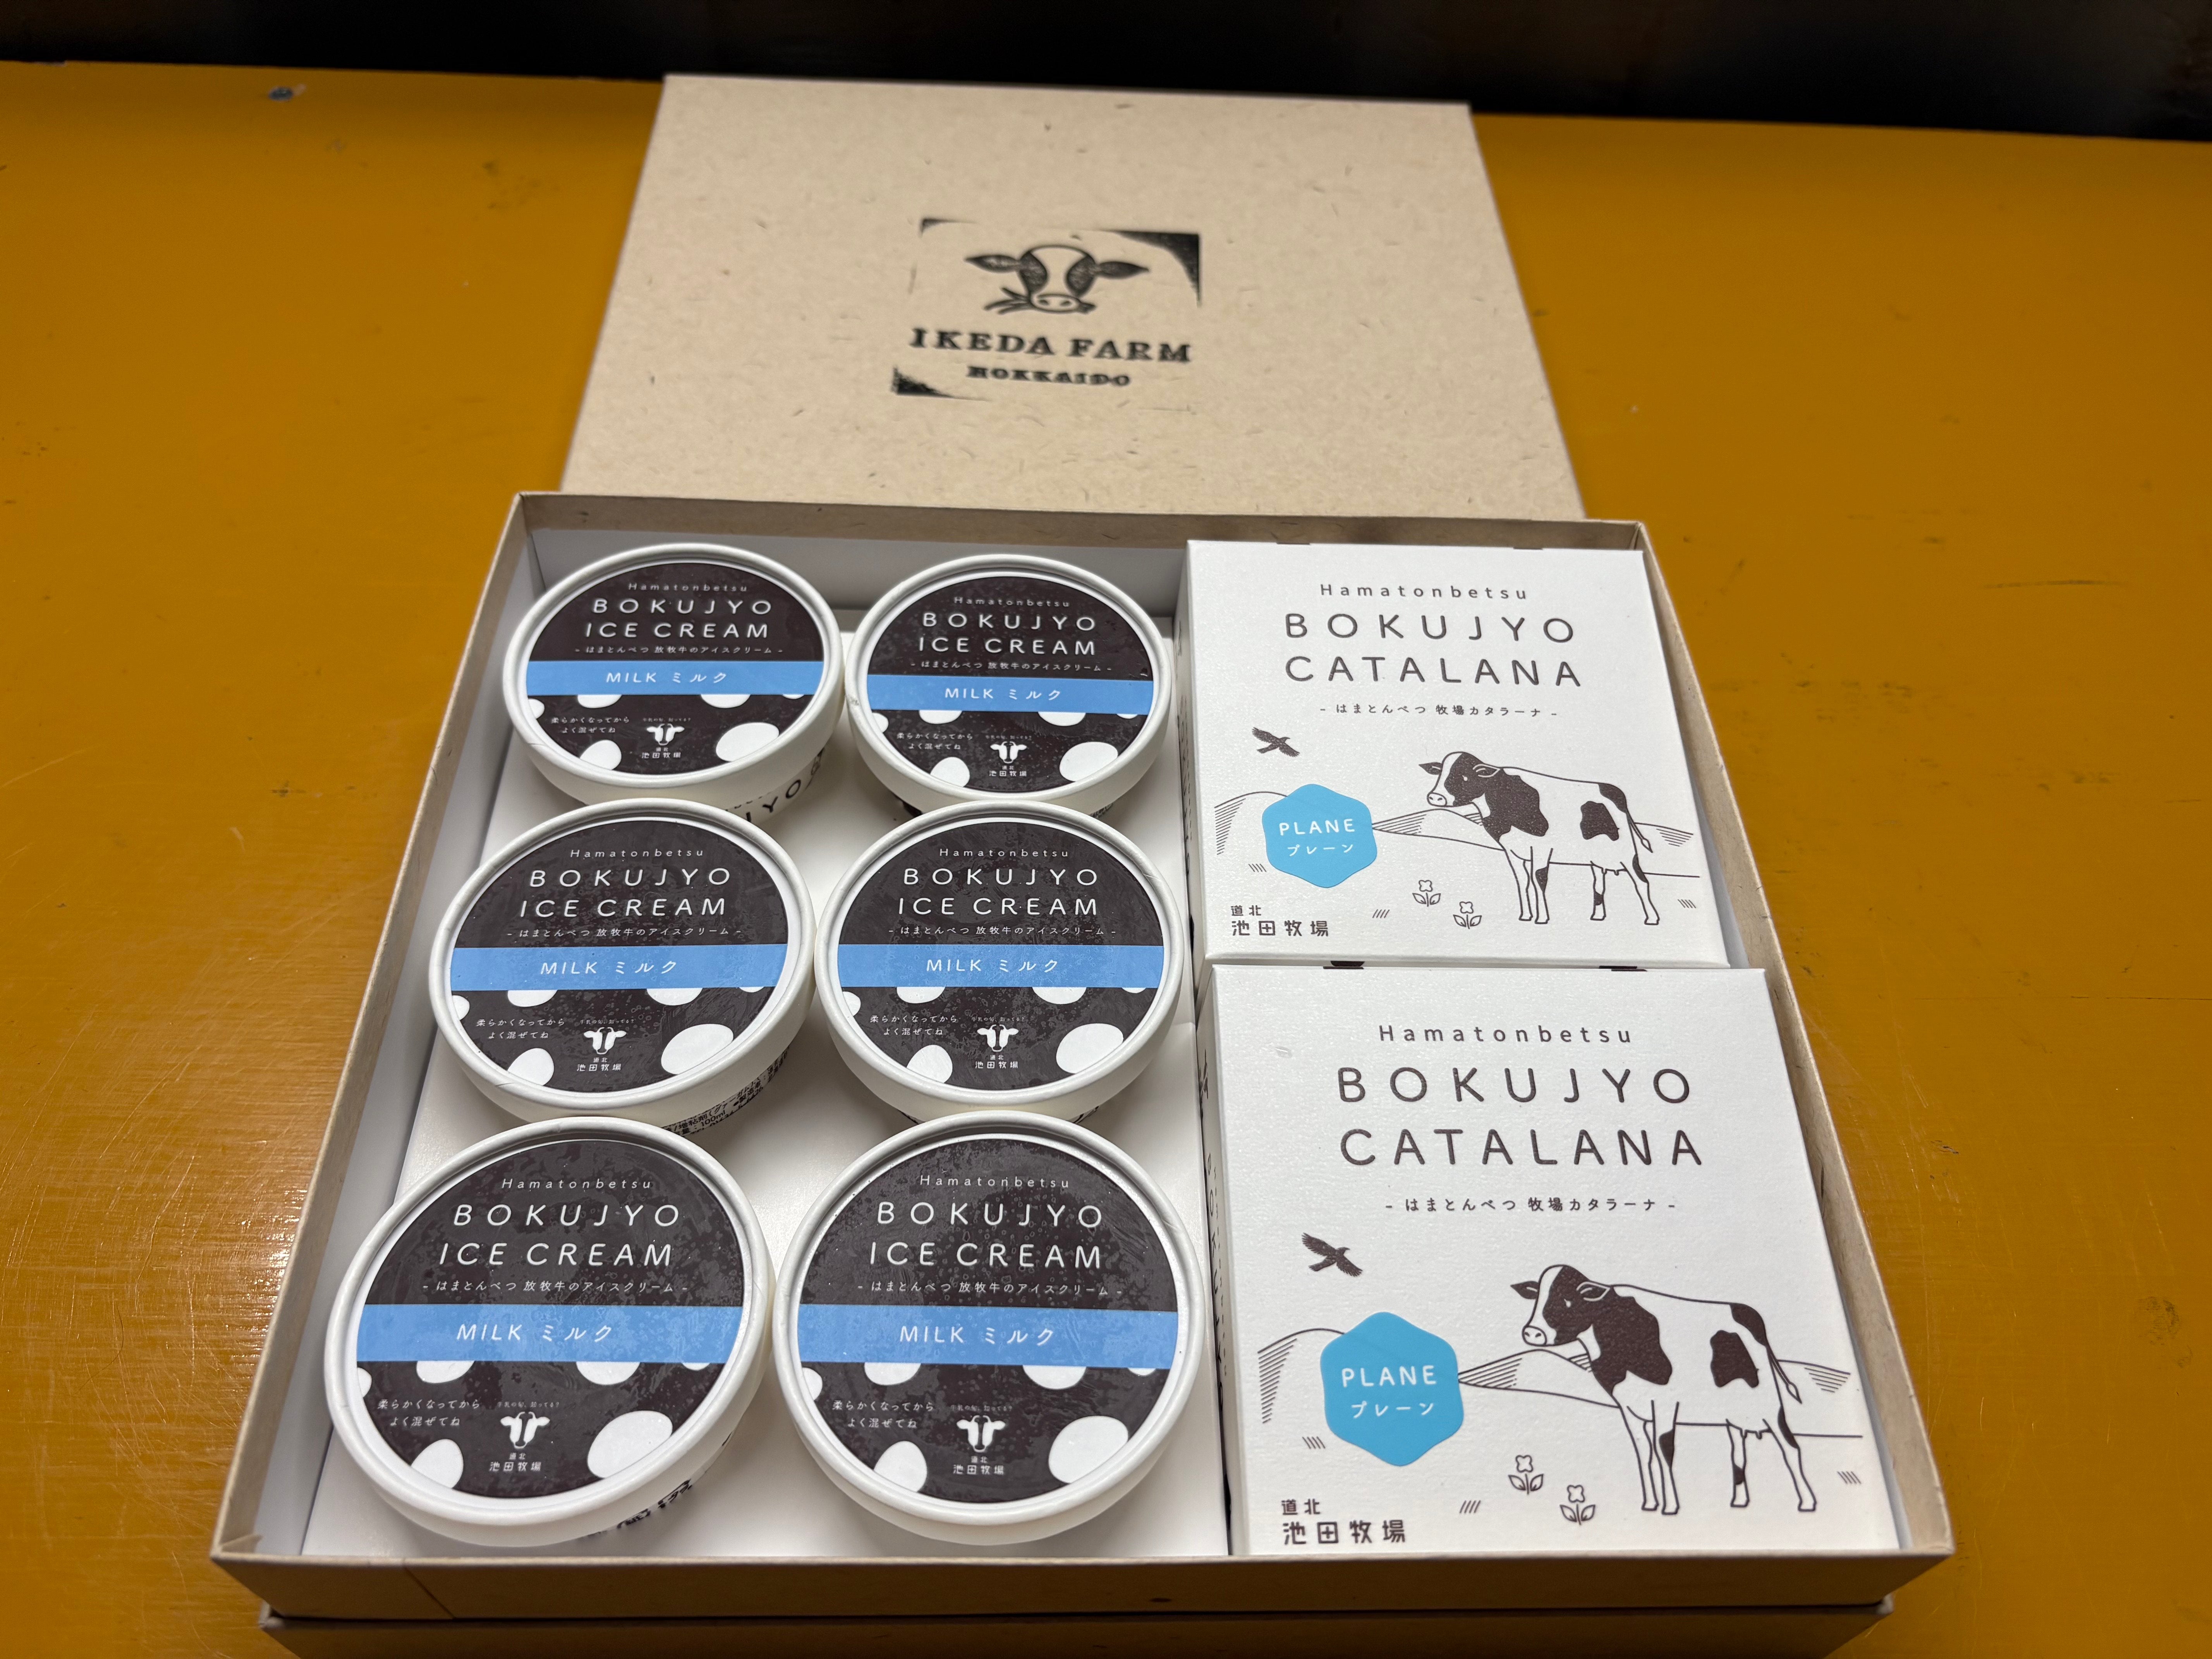 IKEDA FARM
HOKKAIDO
Hamatonbetsu
BOKUJYO
ICE CREAM
- はまとんべつ 放牧牛のアイスクリーム -
MILK ミルク
柔らかくなってから
よく混ぜてね
道北
池田牧場
Hamatonbetsu
BOKUJYO
ICE CREAM
- はまとんべつ 放牧牛のアイスクリーム -
MILK ミルク
柔らかくなってから
よく混ぜてね
道北
池田牧場
Hamatonbetsu
BOKUJYO
CATALANA
- はまとんべつ 牧場カタラーナ -
PLANE
プレーン
道北
池田牧場
Hamatonbetsu
BOKUJYO
ICE CREAM
- はまとんべつ 放牧牛のアイスクリーム -
MILK ミルク
柔らかくなってから
よく混ぜてね
道北
池田牧場
Hamatonbetsu
BOKUJYO
ICE CREAM
- はまとんべつ 放牧牛のアイスクリーム -
MILK ミルク
柔らかくなってから
よく混ぜてね
道北
池田牧場
Hamatonbetsu
BOKUJYO
CATALANA
- はまとんべつ 牧場カタラーナ -
PLANE
プレーン
道北
池田牧場
Hamatonbetsu
BOKUJYO
ICE CREAM
- はまとんべつ 放牧牛のアイスクリーム -
MILK ミルク
柔らかくなってから
よく混ぜてね
道北
池田牧場
Hamatonbetsu
BOKUJYO
ICE CREAM
- はまとんべつ 放牧牛のアイスクリーム -
MILK ミルク
柔らかくなってから
よく混ぜてね
道北
池田牧場